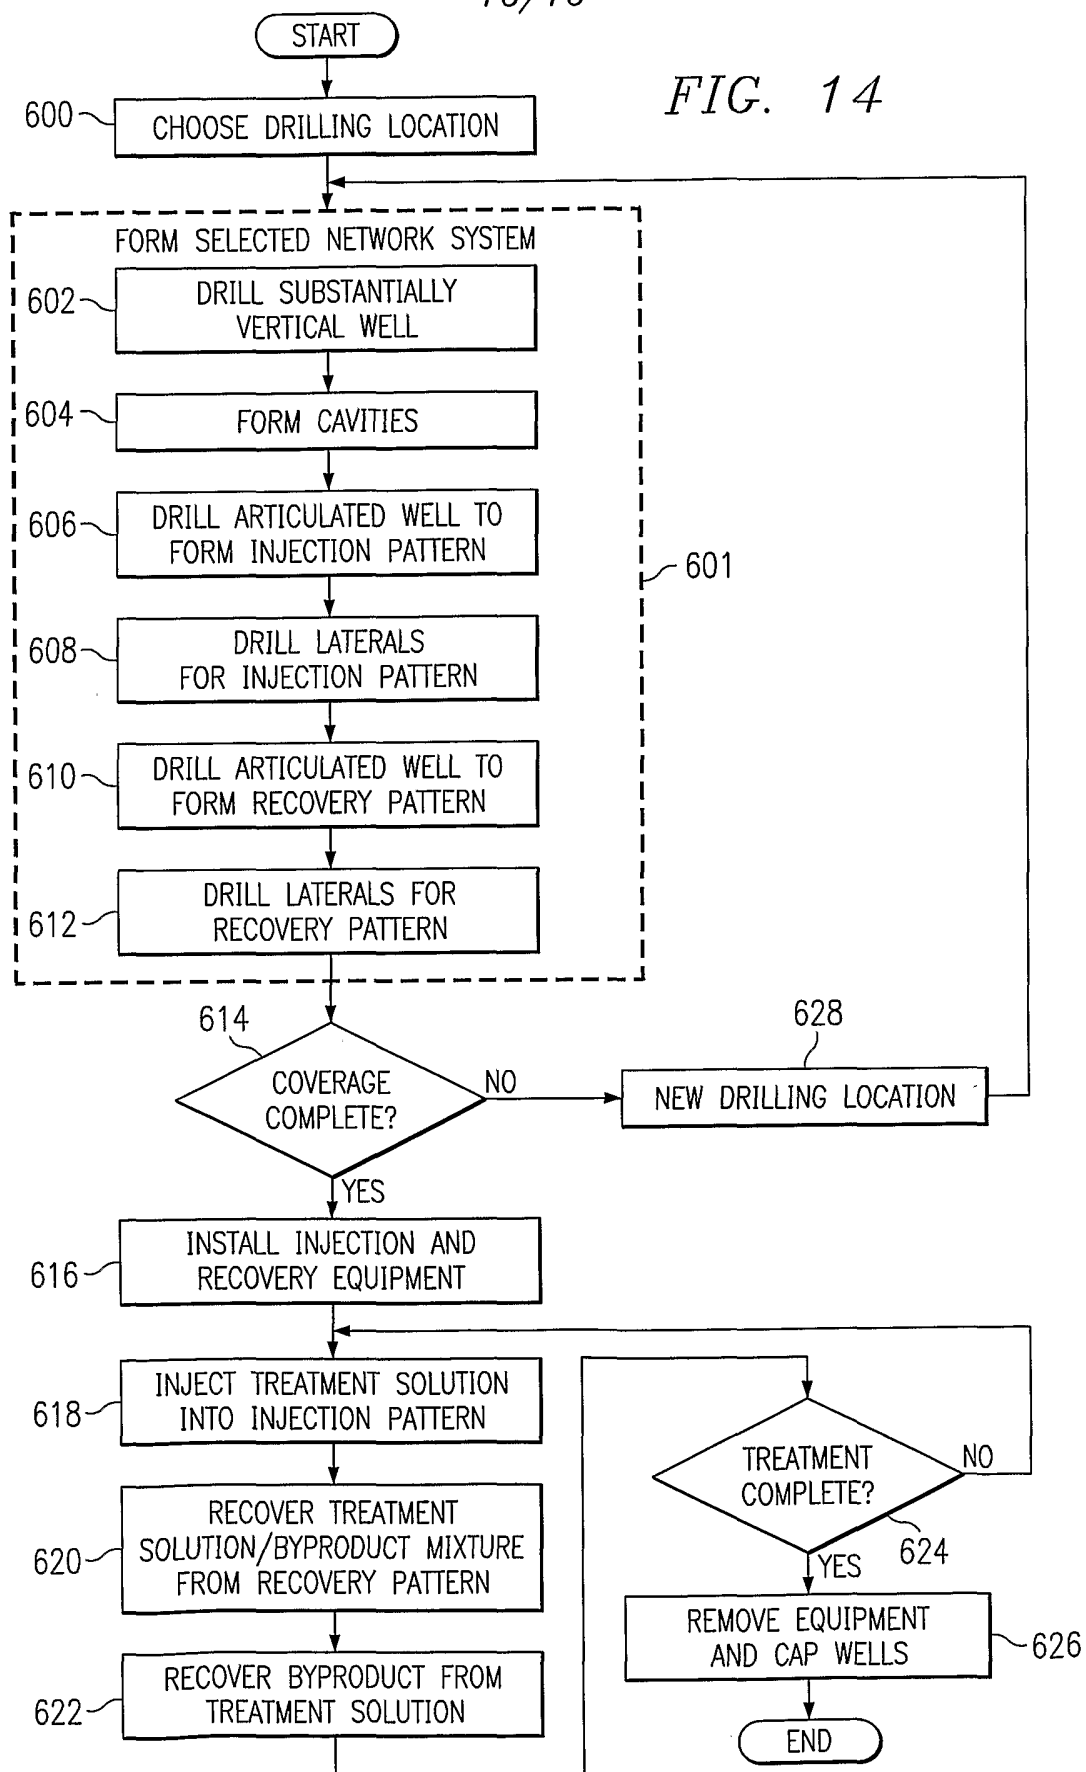 START
FIG. 14
600
CHOOSE DRILLING LOCATION
FORM SELECTED NETWORK SYSTEM
602
DRILL SUBSTANTIALLY
VERTICAL WELL
604
FORM CAVITIES
606
DRILL ARTICULATED WELL TO
FORM INJECTION PATTERN
601
608
DRILL LATERALS
FOR INJECTION PATTERN
610
DRILL ARTICULATED WELL TO
FORM RECOVERY PATTERN
612
DRILL LATERALS FOR
RECOVERY PATTERN
614
COVERAGE
COMPLETE?
NO
628
NEW DRILLING LOCATION
YES
616
INSTALL INJECTION AND
RECOVERY EQUIPMENT
618
INJECT TREATMENT SOLUTION
INTO INJECTION PATTERN
620
RECOVER TREATMENT
SOLUTION/BYPRODUCT MIXTURE
FROM RECOVERY PATTERN
622
RECOVER BYPRODUCT FROM
TREATMENT SOLUTION
TREATMENT
COMPLETE?
NO
624
YES
REMOVE EQUIPMENT
AND CAP WELLS
626
END